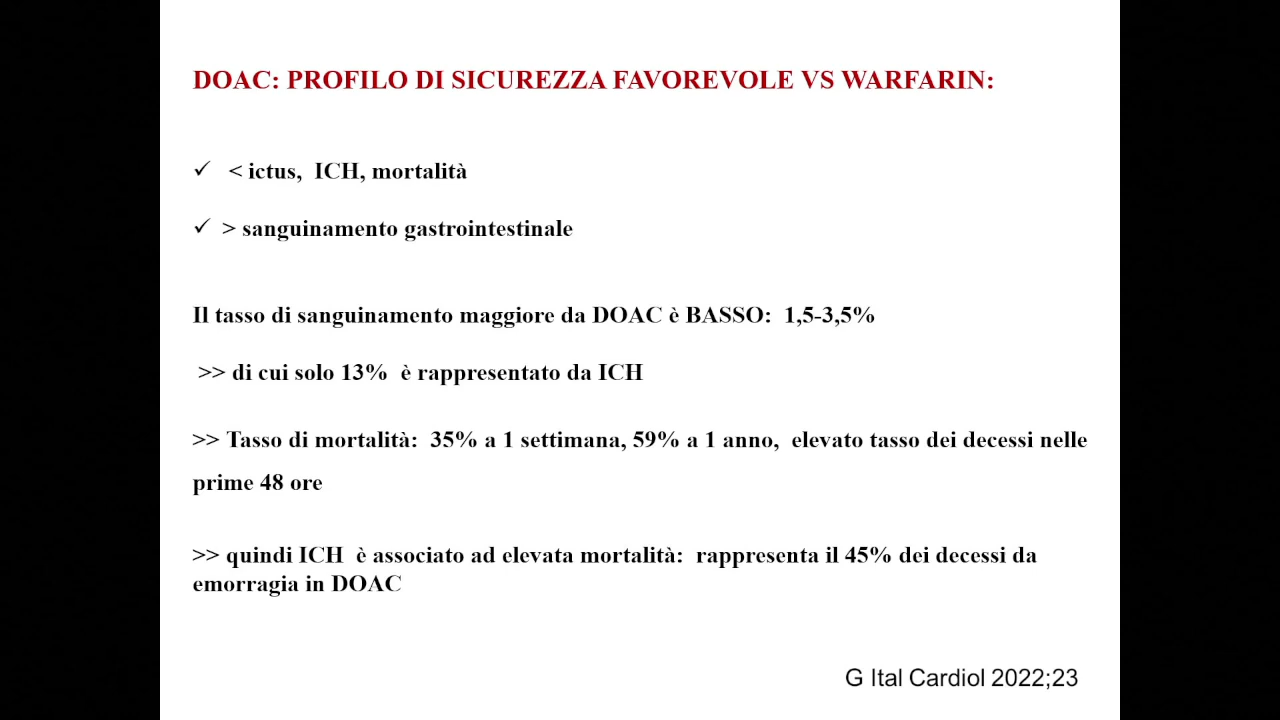 DOAC: PROFILO DI SICUREZZA FAVOREVOLE VS WARFARIN:
✓ < ictus, ICH, mortalità
✓ > sanguinamento gastrointestinale
Il tasso di sanguinamento maggiore da DOAC è BASSO: 1,5-3,5%
>> di cui solo 13% è rappresentato da ICH
>> Tasso di mortalità: 35% a 1 settimana, 59% a 1 anno, elevato tasso dei decessi nelle
prime 48 ore
>> quindi ICH è associato ad elevata mortalità: rappresenta il 45% dei decessi da
emorragia in DOAC
G Ital Cardiol 2022;23